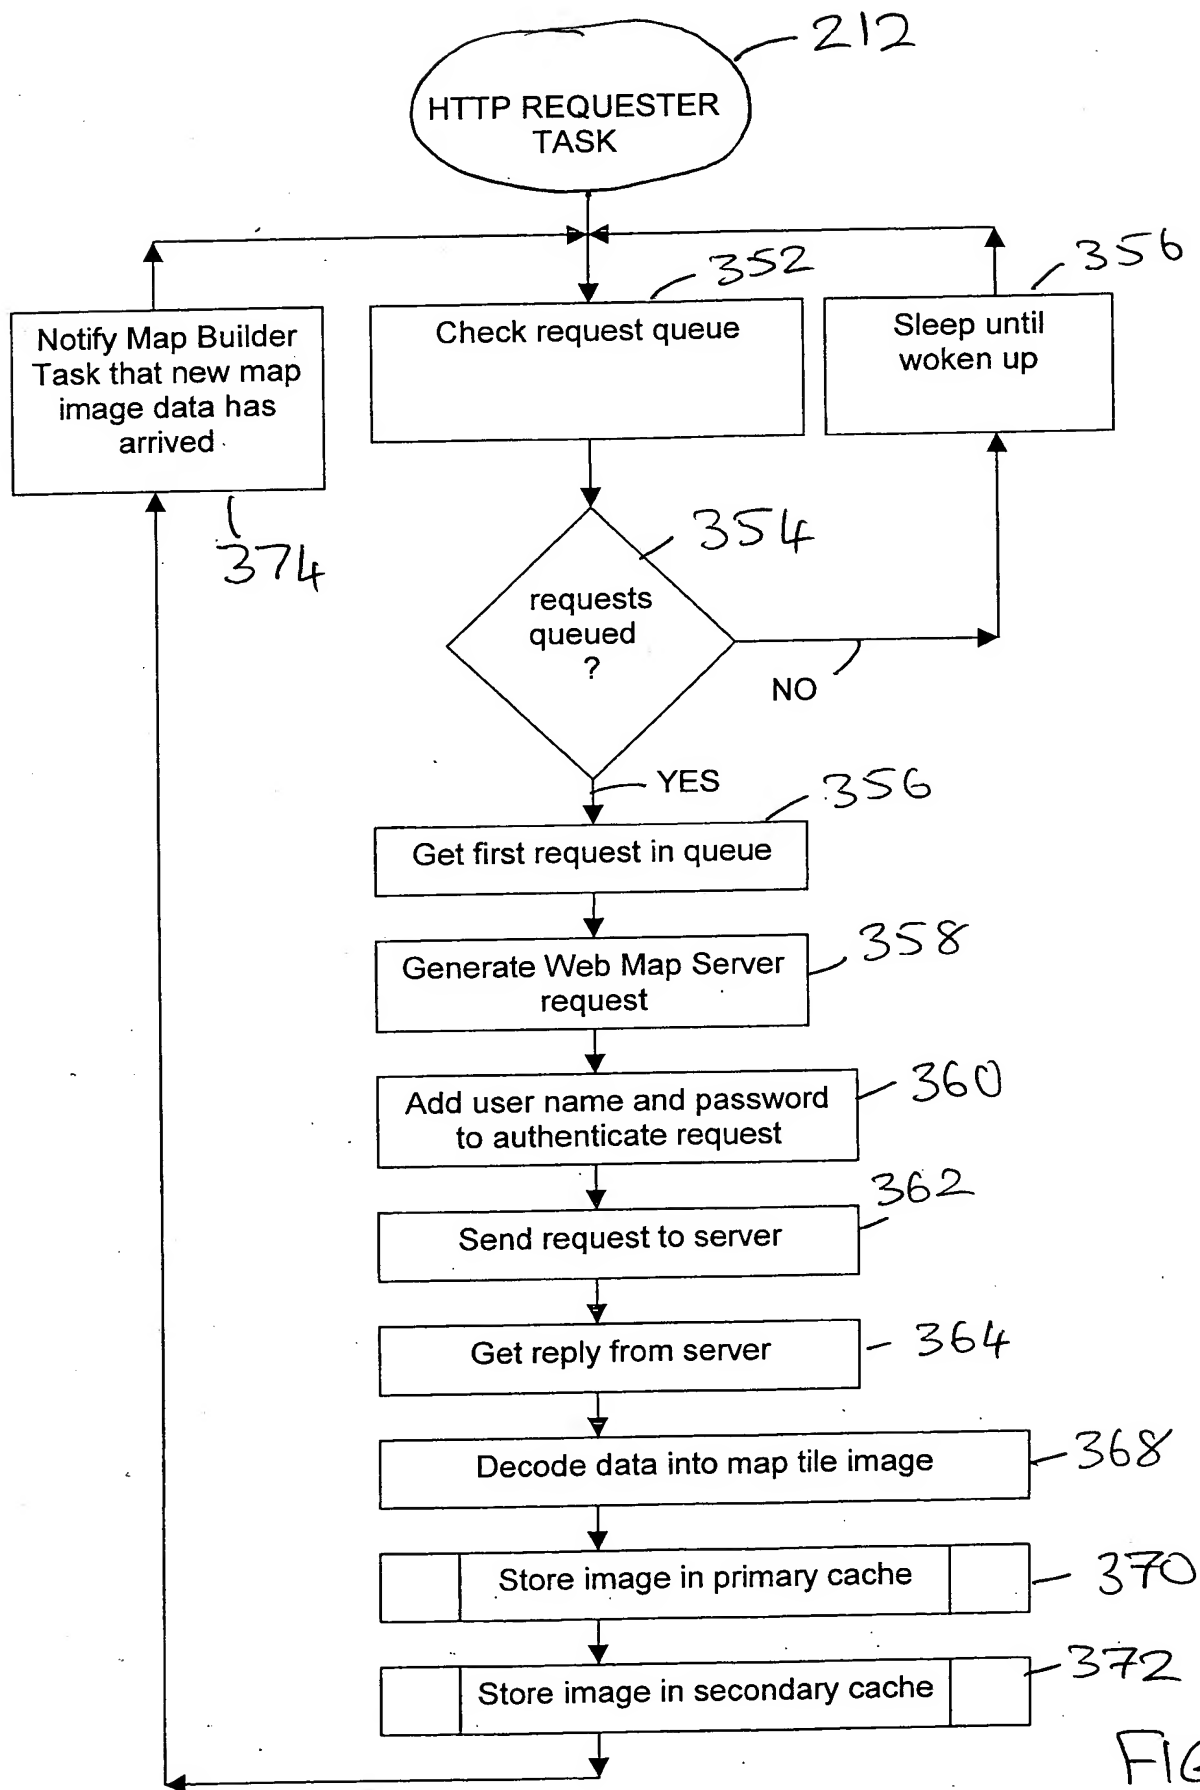 212
HTTP REQUESTER
TASK
352
356
Notify Map Builder
Task that new map
image data has
arrived
374
Check request queue
Sleep until
woken up
354
requests
queued
?
NO
YES
356
Get first request in queue
358
Generate Web Map Server
request
360
Add user name and password
to authenticate request
362
Send request to server
364
Get reply from server
368
Decode data into map tile image
370
Store image in primary cache
372
Store image in secondary cache